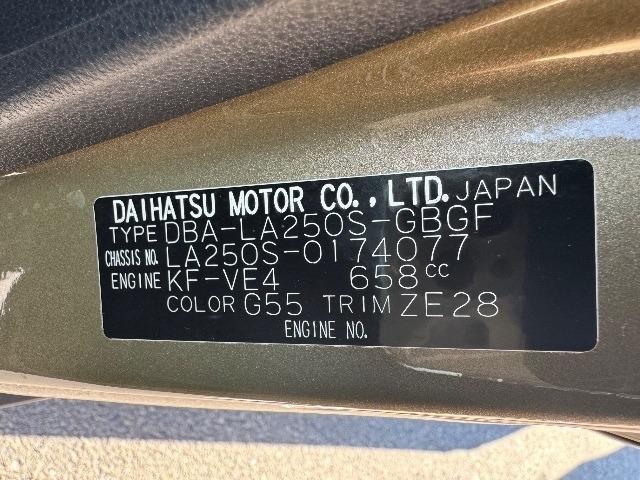 DAIHATSU MOTOR CO., LTD. JAPAN
TYPE DBA-LA250S-GBGF
CHASSIS NO. LA250S-0174077
ENGINE KF-VE4 658CC
COLOR G55 TRIM ZE28
ENGINE NO.